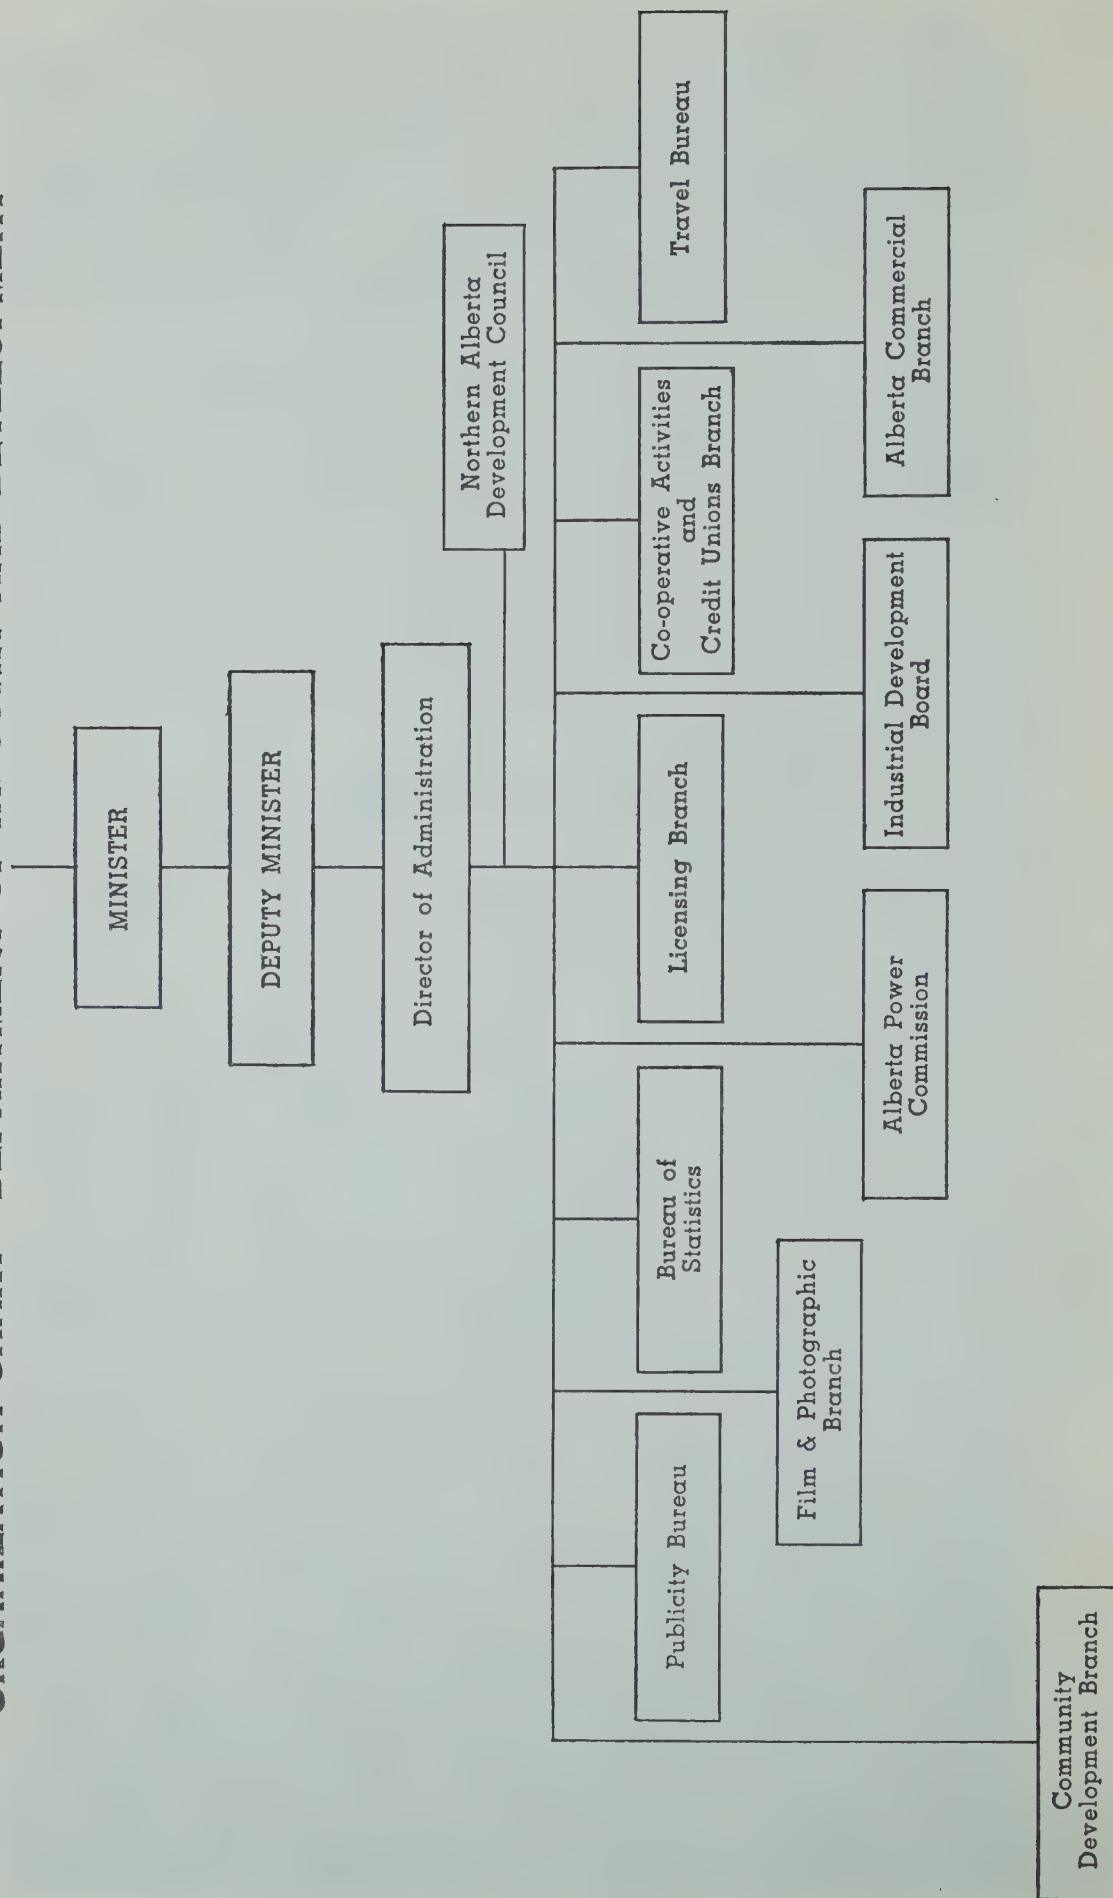 MINISTER
DEPUTY MINISTER
Director of Administration
Northern Alberta
Development Council
Publicity Bureau
Bureau of
Statistics
Licensing Branch
Co-operative Activities
and
Credit Unions Branch
Travel Bureau
Film & Photographic
Branch
Alberta Power
Commission
Industrial Development
Board
Alberta Commercial
Branch
Community
Development Branch